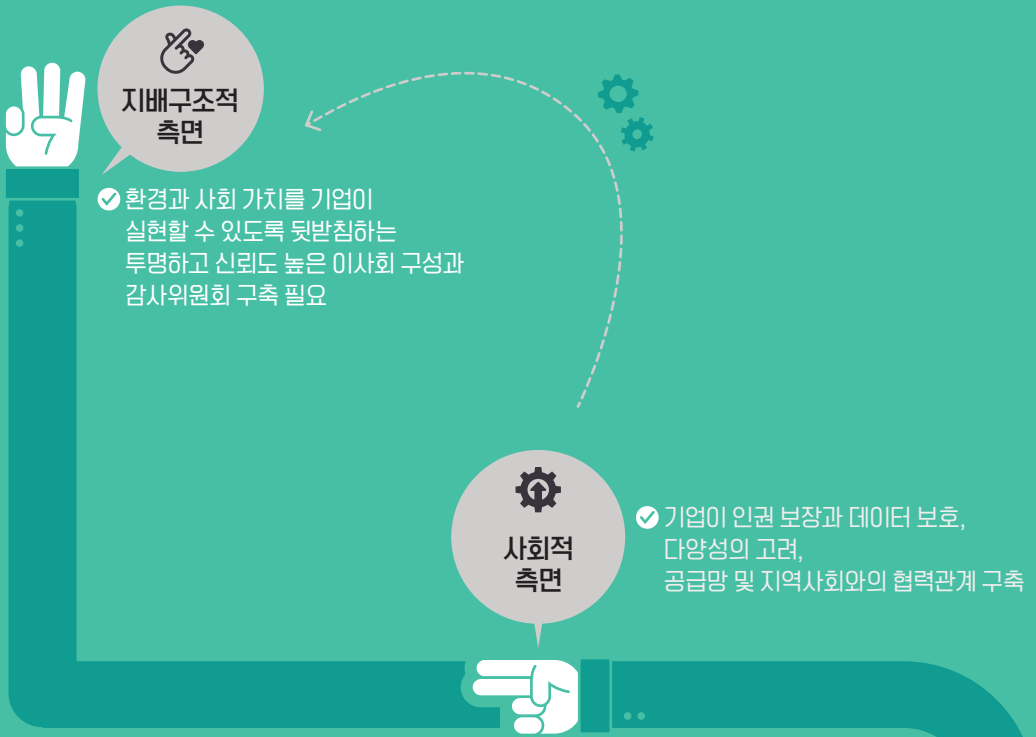 지배구조적
측면
환경과 사회 가치를 기업이
실현할 수 있도록 뒷받침하는
투명하고 신뢰도 높은 이사회 구성과
감사위원회 구축 필요
사회적
측면
기업이 인권 보장과 데이터 보호,
다양성의 고려,
공급망 및 지역사회와의 협력관계 구축